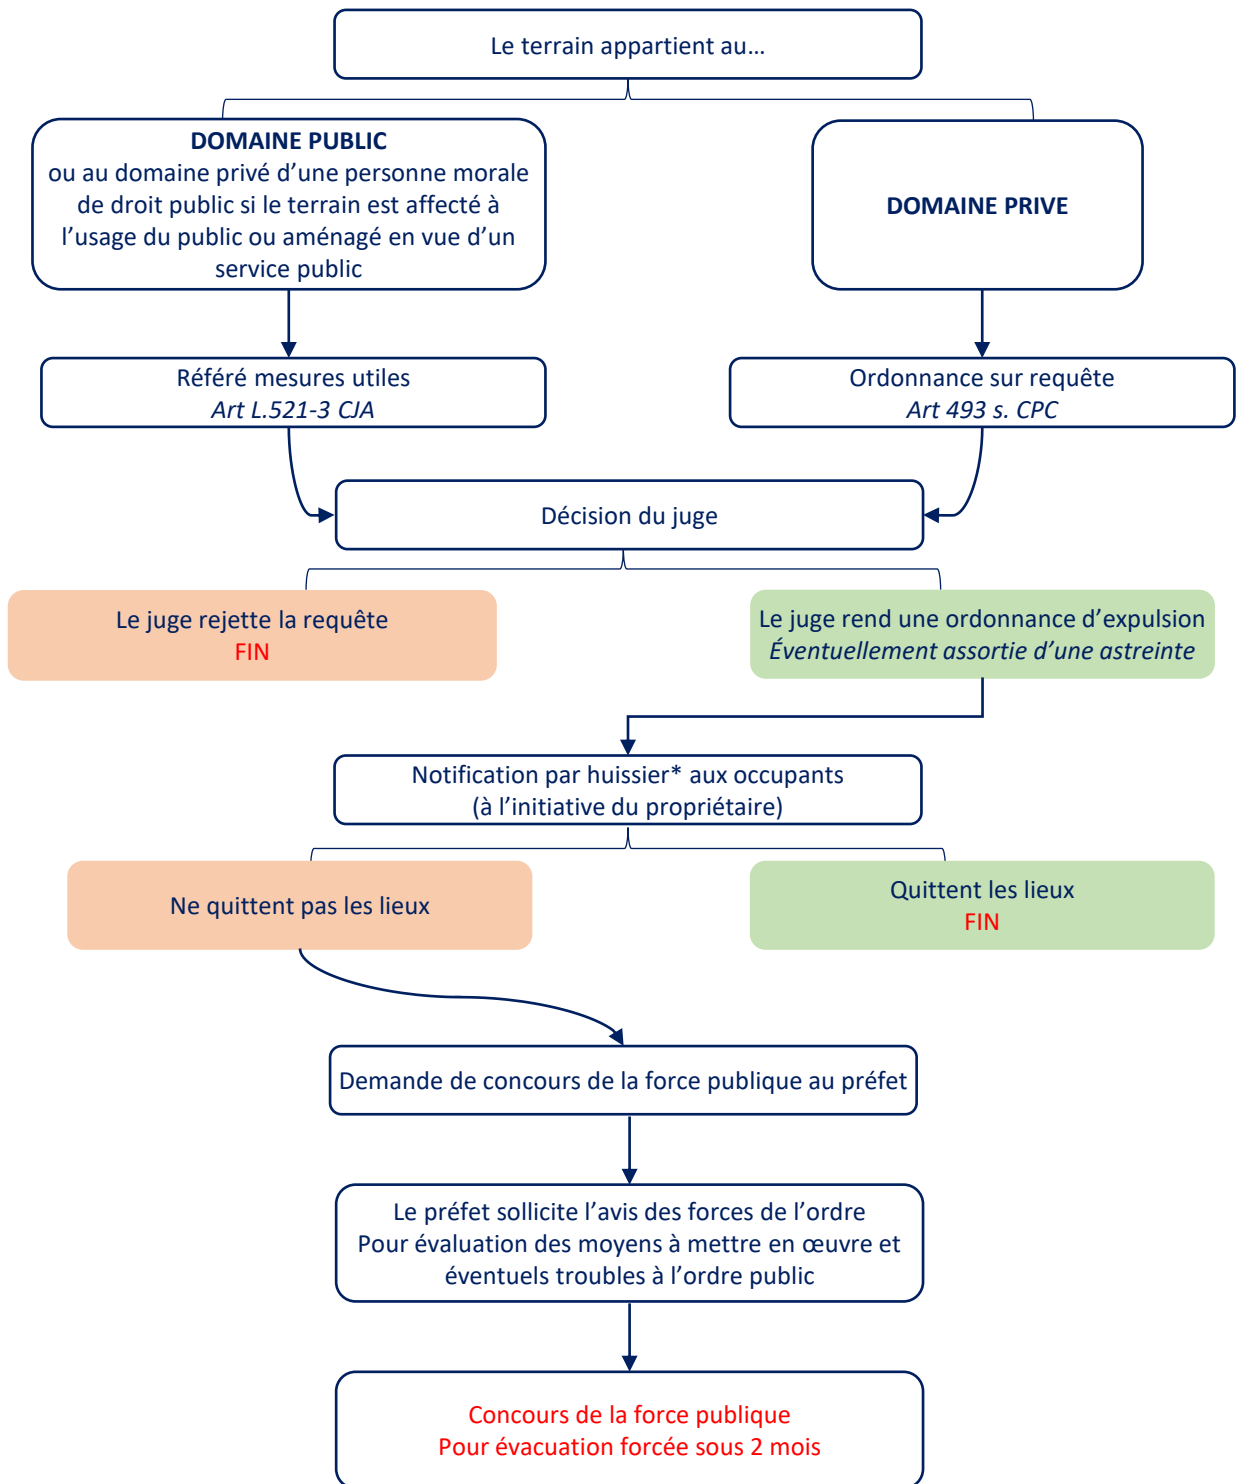 Le terrain appartient au…
DOMAINE PUBLIC
ou au domaine privé d’une personne morale
de droit public si le terrain est affecté à
l’usage du public ou aménagé en vue d’un
service public
DOMAINE PRIVE
Référé mesures utiles
Art L.521-3 CJA
Ordonnance sur requête
Art 493 s. CPC
Décision du juge
Le juge rejette la requête
FIN
Le juge rend une ordonnance d’expulsion
Éventuellement assortie d’une astreinte
Notification par huissier* aux occupants
(à l’initiative du propriétaire)
Ne quittent pas les lieux
Quittent les lieux
FIN
Demande de concours de la force publique au préfet
Le préfet sollicite l’avis des forces de l’ordre
Pour évaluation des moyens à mettre en œuvre et
éventuels troubles à l’ordre public
Concours de la force publique
Pour évacuation forcée sous 2 mois